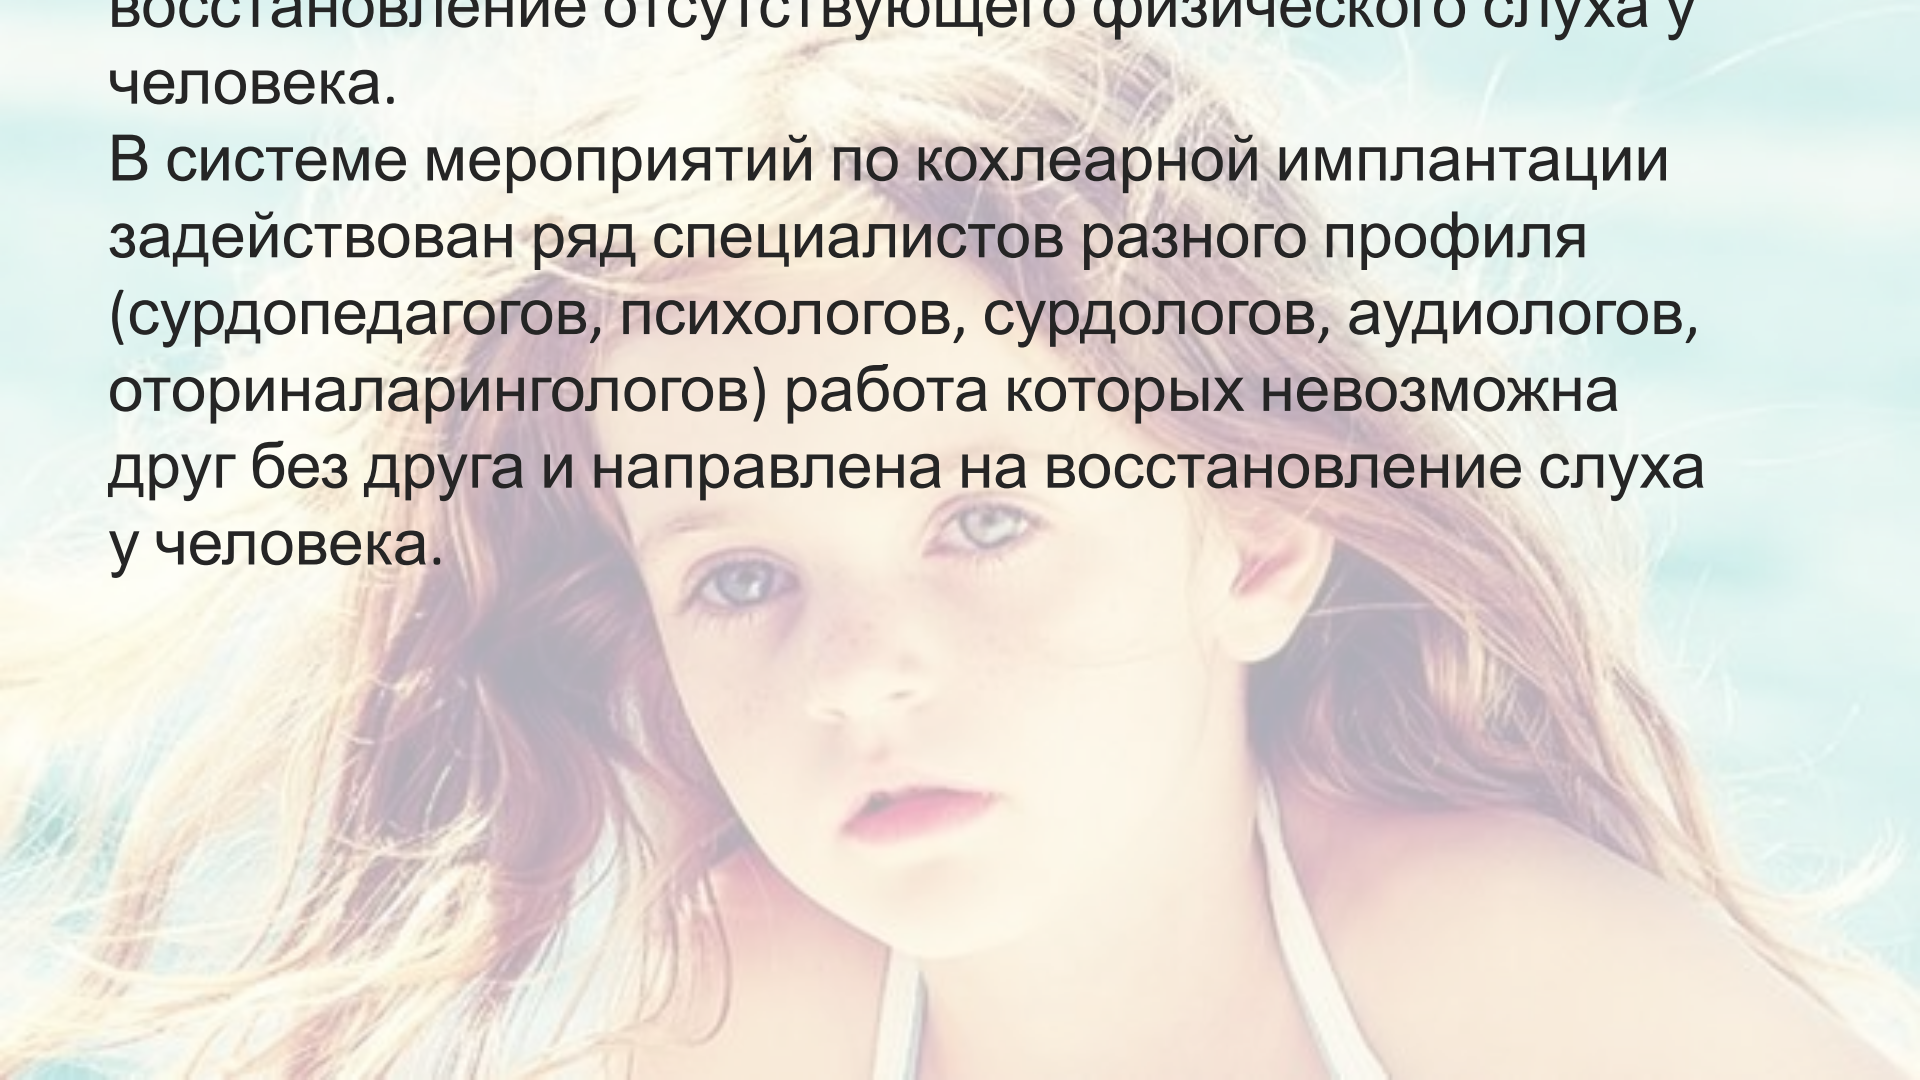 восстановление отсутствующего физического слуха у
человека.
В системе мероприятий по кохлеарной имплантации
задействован ряд специалистов разного профиля
(сурдопедагогов, психологов, сурдологов, аудиологов,
оториналарингологов) работа которых невозможна
друг без друга и направлена на восстановление слуха
у человека.